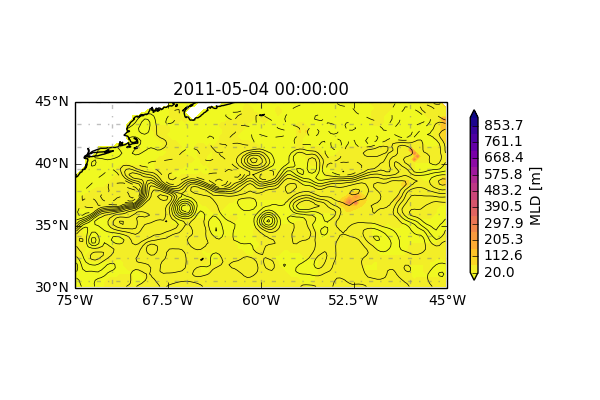 2011-05-04 00:00:00
45°N
40°N
35°N
30°N
75°W
67.5°W
60°W
52.5°W
45°W
853.7
761.1
668.4
575.8
483.2
390.5
297.9
205.3
112.6
20.0
MLD [m]